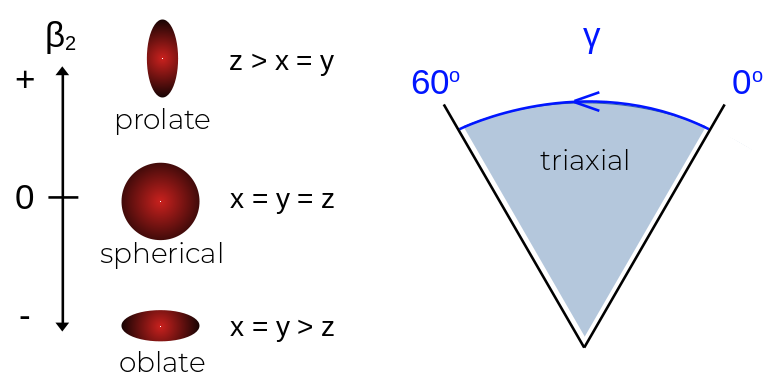 β₂
+
z > x = y
prolate
0
x = y = z
spherical
-
x = y > z
oblate
γ
60º
0º
triaxial